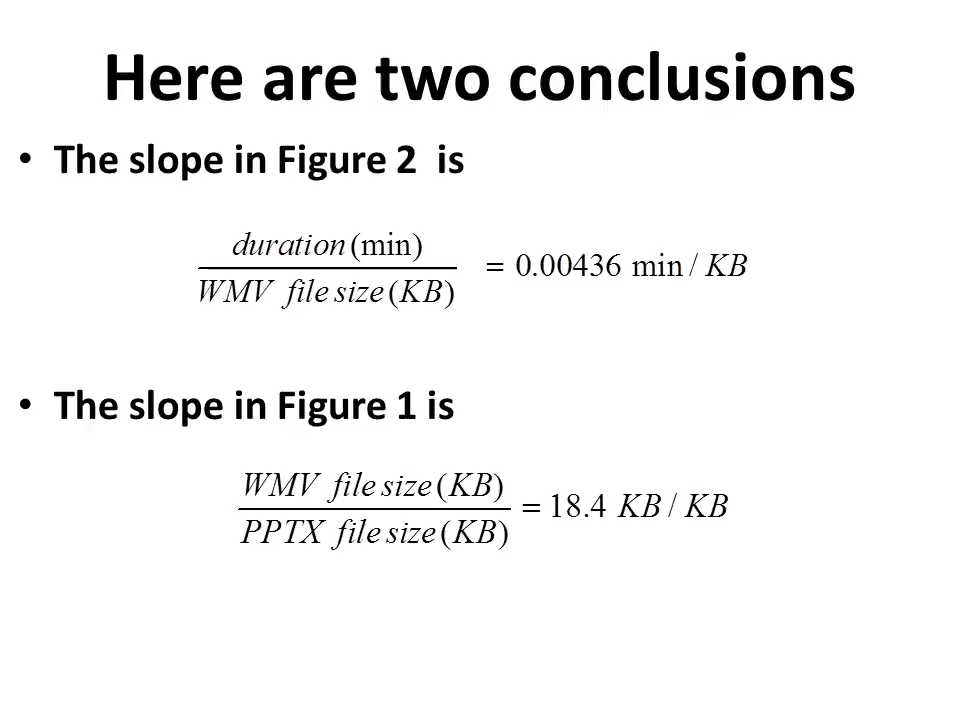 Here are two conclusions
• The slope in Figure 2 is
duration (min)
WMV file size (KB)
= 0.00436 min / KB
• The slope in Figure 1 is
WMV file size (KB)
PPTX file size (KB)
= 18.4 KB / KB